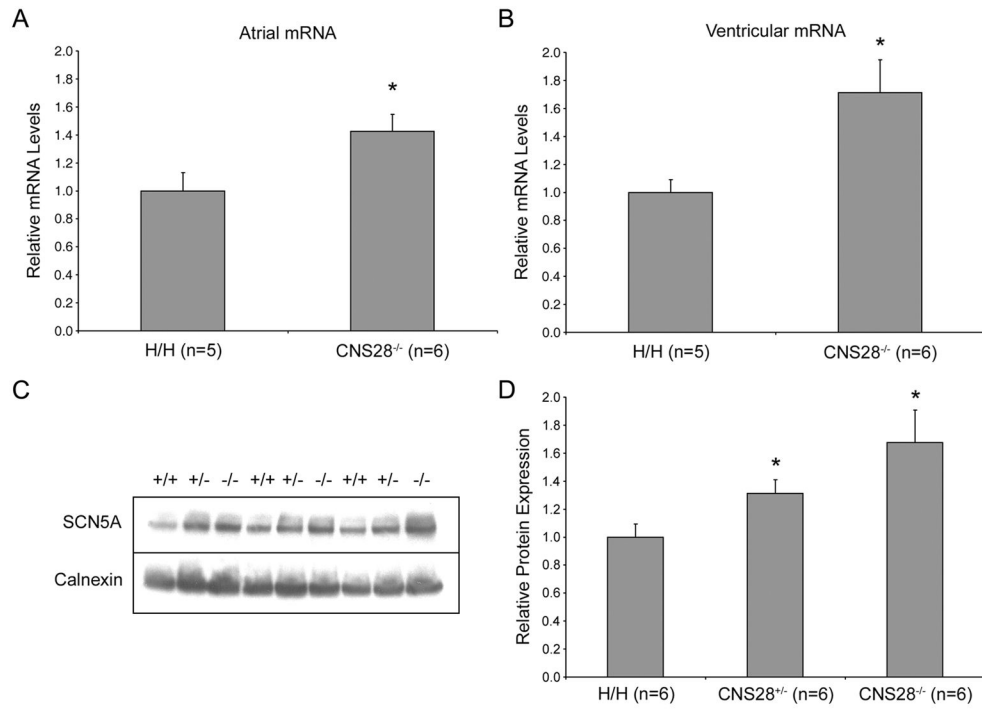 A
Atrial mRNA
Relative mRNA Levels
2.0
1.8
1.6
1.4
1.2
1.0
0.8
0.6
0.4
0.2
0.0
*
H/H (n=5)
CNS28-/- (n=6)
B
Ventricular mRNA
Relative mRNA Levels
2.0
1.8
1.6
1.4
1.2
1.0
0.8
0.6
0.4
0.2
0.0
*
H/H (n=5)
CNS28-/- (n=6)
C
+/+ +/- -/- +/+ +/- -/- +/+ +/- -/-
SCN5A
Calnexin
D
Relative Protein Expression
2.0
1.8
1.6
1.4
1.2
1.0
0.8
0.6
0.4
0.2
0.0
*
*
H/H (n=6)
CNS28+/- (n=6)
CNS28-/- (n=6)